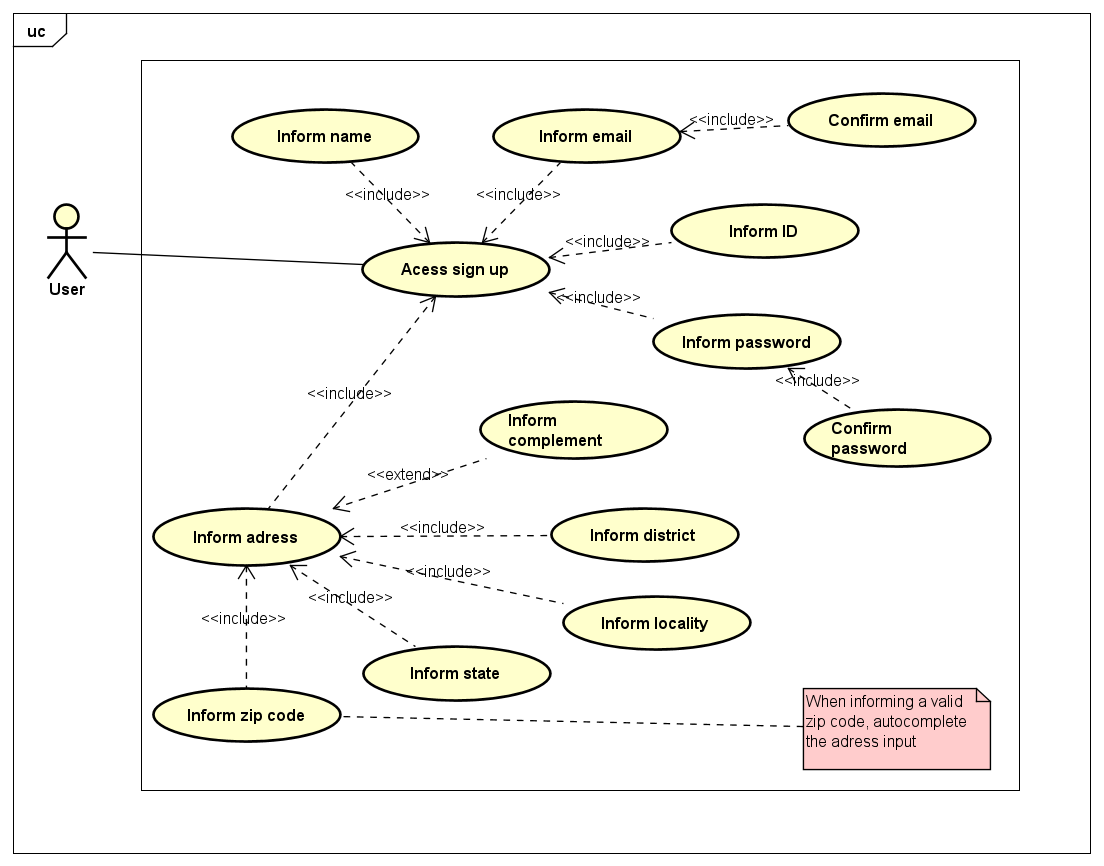 uc
Inform name
Inform email
<<include>>
Confirm email
<<include>>
<<include>>
Inform ID
<<include>>
Acess sign up
User
<<include>>
Inform password
<<include>>
<<include>>
Inform
complement
Confirm
password
<<extend>>
Inform adress
<<include>>
Inform district
<<include>>
<<include>>
<<include>>
Inform locality
Inform state
Inform zip code
When informing a valid
zip code, autocomplete
the adress input